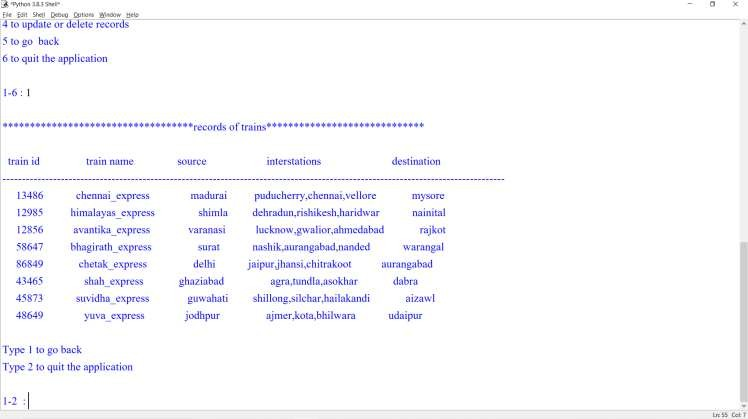 *Python 3.8.3 Shell*
File Edit Shell Debug Options Window Help
4 to update or delete records
5 to go back
6 to quit the application
1-6 : 1
***********************************records of trains*****************************
train id train name source interstations destination
-----------------------------------------------------------------------------------------------------------------------------
13486 chennai_express madurai puducherry,chennai,vellore mysore
12985 himalayas_express shimla dehradun,rishikesh,haridwar nainital
12856 avantika_express varanasi lucknow,gwalior,ahmedabad rajkot
58647 bhagirath_express surat nashik,aurangabad,nanded warangal
86849 chetak_express delhi jaipur,jhansi,chitrakoot aurangabad
43465 shah_express ghaziabad agra,tundla,asokhar dabra
45873 suvidha_express guwahati shillong,silchar,hailakandi aizawl
48649 yuva_express jodhpur ajmer,kota,bhilwara udaipur
Type 1 to go back
Type 2 to quit the application
1-2 :
Ln: 55 Col: 7